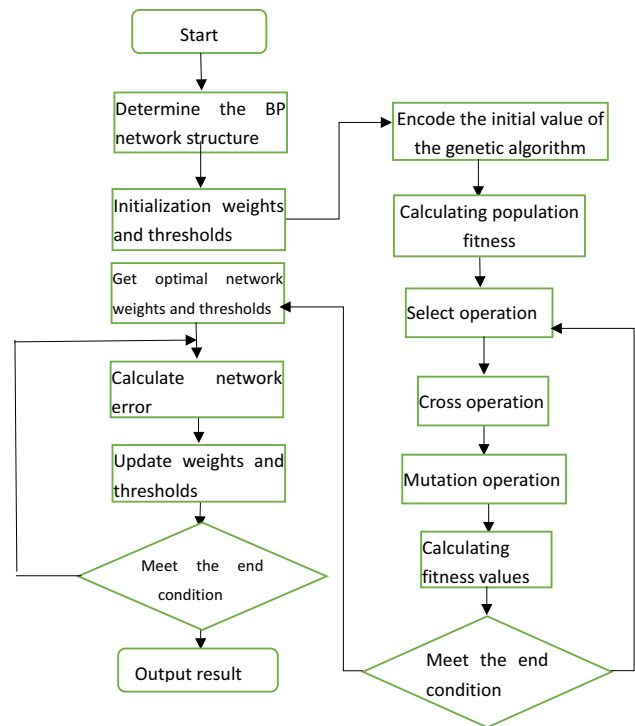 Start
Determine the BP
network structure
Initialization weights
and thresholds
Get optimal network
weights and thresholds
Calculate network
error
Update weights and
thresholds
Meet the end
condition
Output result
Encode the initial value of
the genetic algorithm
Calculating population
fitness
Select operation
Cross operation
Mutation operation
Calculating
fitness values
Meet the end
condition